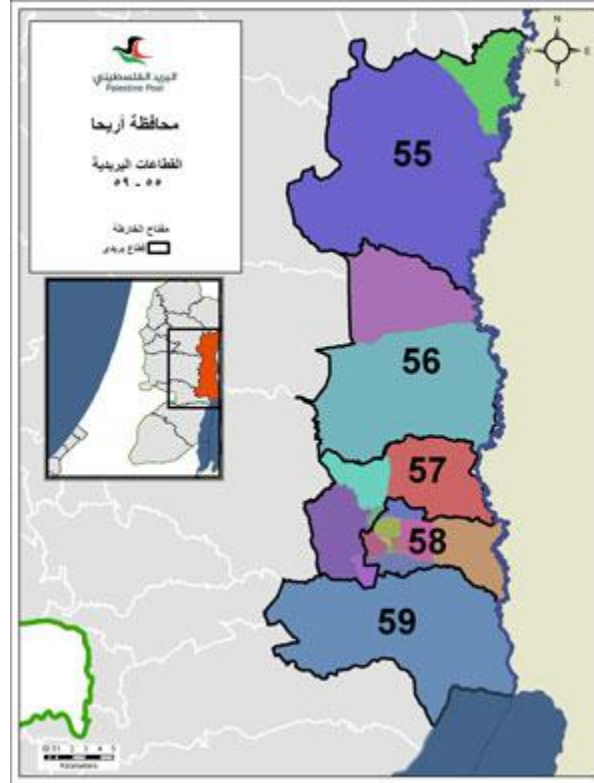 البريد الفلسطيني
Palestine Post
محافظة أريحا
القطاعات البريدية
٥٥ - ٥٩
مفتاح الخارطة
قطاع بريدي
N
E
S
55
56
57
58
59
Kilometers